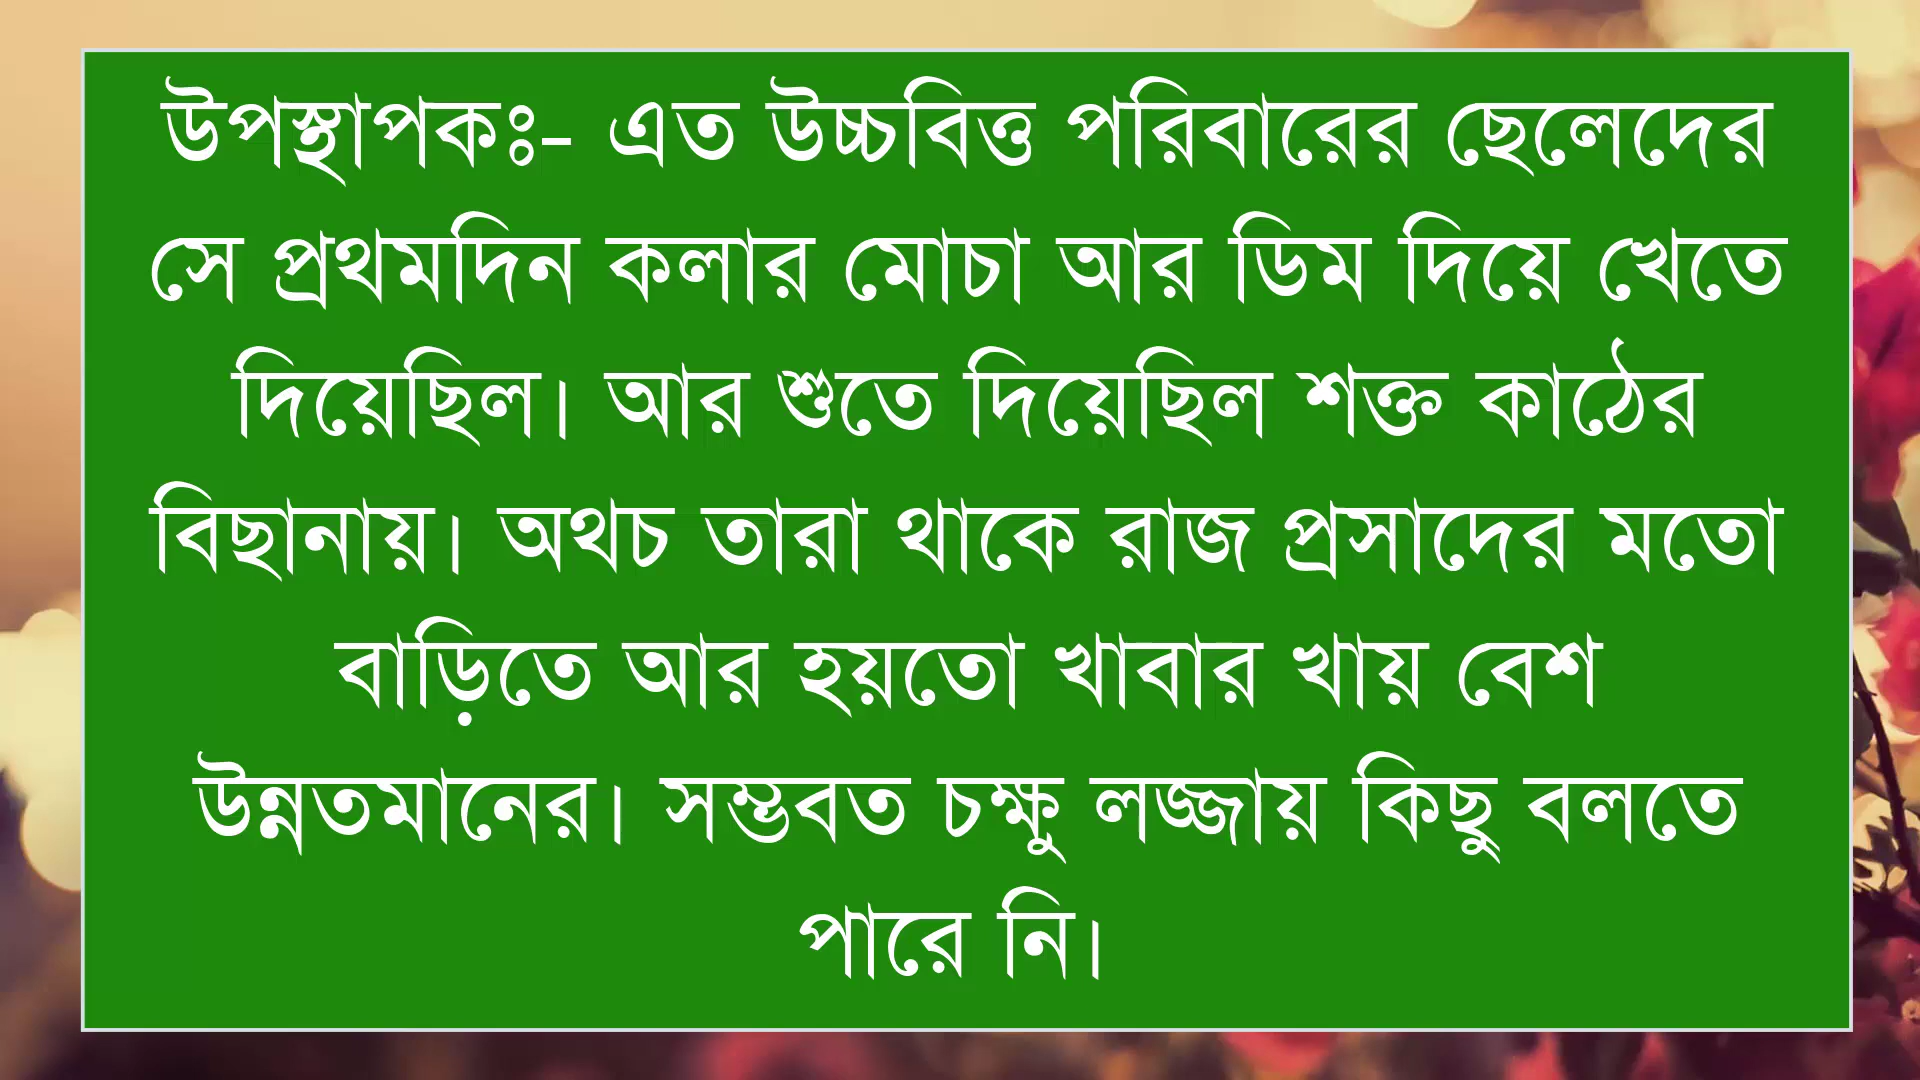 উপস্থাপকঃ- এত উচ্চবিত্ত পরিবারের ছেলেদের
সে প্রথমদিন কলার মোচা আর ডিম দিয়ে খেতে
দিয়েছিল। আর শুতে দিয়েছিল শক্ত কাঠের
বিছানায়। অথচ তারা থাকে রাজ প্রসাদের মতো
বাড়িতে আর হয়তো খাবার খায় বেশ
উন্নতমানের। সম্ভবত চক্ষু লজ্জায় কিছু বলতে
পারে নি।